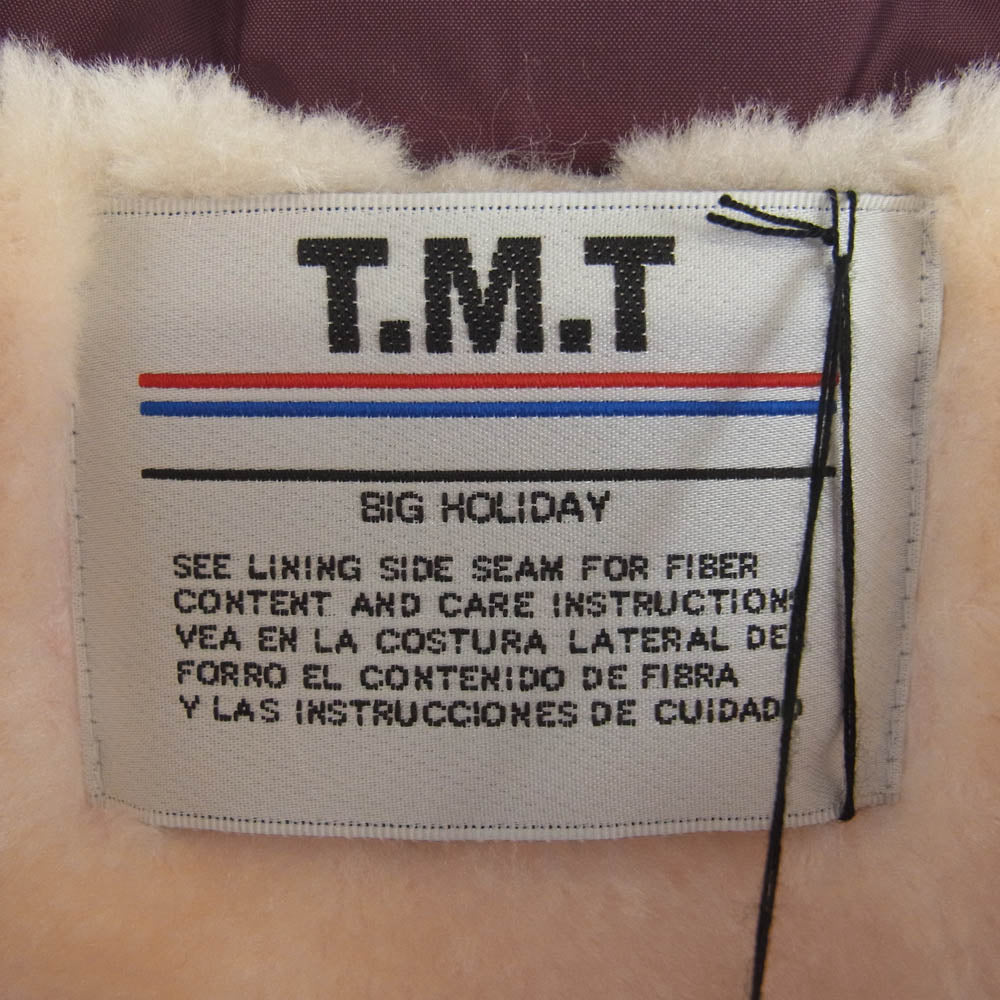 T.M.T
BIG HOLIDAY
SEE LINING SIDE SEAM FOR FIBER
CONTENT AND CARE INSTRUCTIONS
VEA EN LA COSTURA LATERAL DE
FORRO EL CONTENIDO DE FIBRA
Y LAS INSTRUCCIONES DE CUIDADO